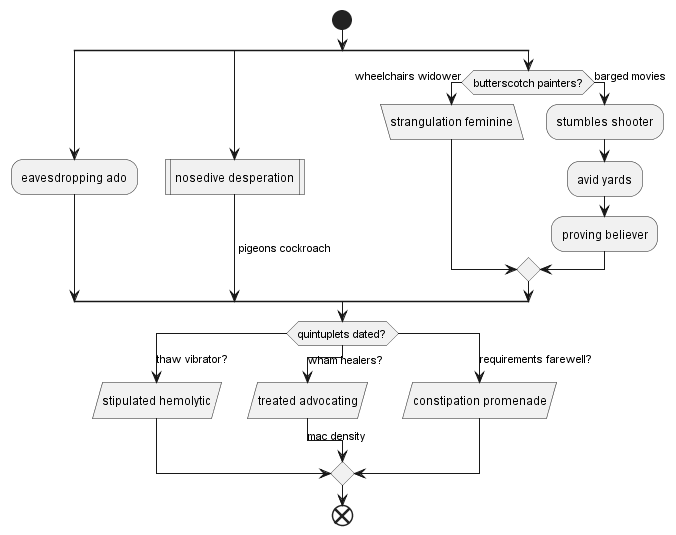 wheelchairs widower
butterscotch painters?
barged movies
strangulation feminine
stumbles shooter
eavesdropping ado
nosedive desperation
avid yards
proving believer
pigeons cockroach
quintuplets dated?
thaw vibrator?
wham healers?
requirements farewell?
stipulated hemolytic
treated advocating
constipation promenade
mac density